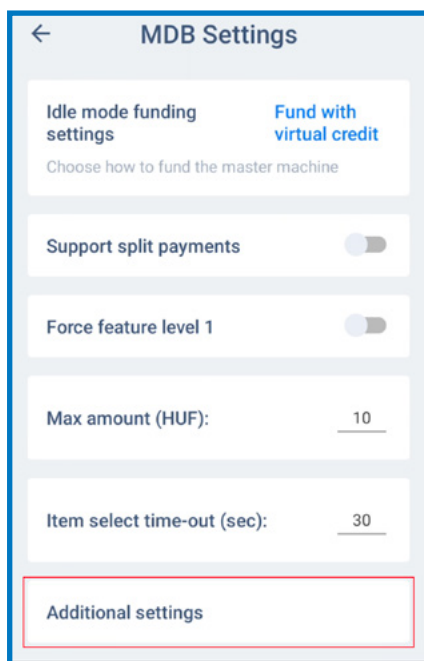 MDB Settings
Idle mode funding
settings
Fund with
virtual credit
Choose how to fund the master machine
Support split payments
Force feature level 1
Max amount (HUF): 10
Item select time-out (sec): 30
Additional settings